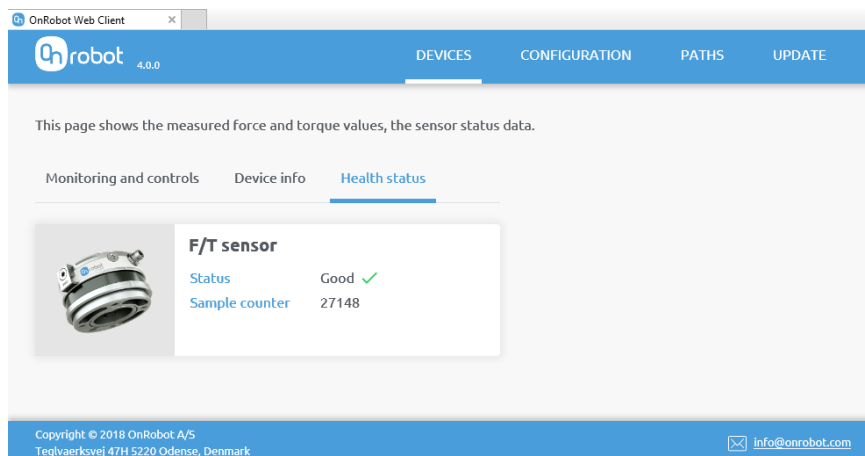 OnRobot Web Client
On robot 4.0.0
DEVICES CONFIGURATION PATHS UPDATE
This page shows the measured force and torque values, the sensor status data.
Monitoring and controls Device info Health status
F/T sensor
Status Good
Sample counter 27148
Copyright © 2018 OnRobot A/S
Teglvaerksvej 47H 5220 Odense, Denmark
info@onrobot.com